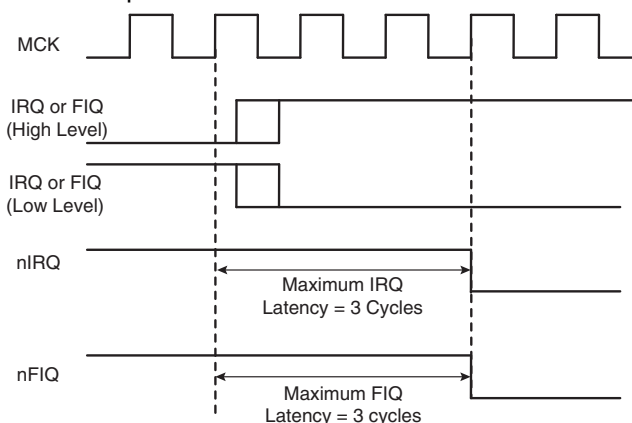 MCK
IRQ or FIQ
(High Level)
IRQ or FIQ
(Low Level)
nIRQ
Maximum IRQ
Latency = 3 Cycles
nFIQ
Maximum FIQ
Latency = 3 cycles